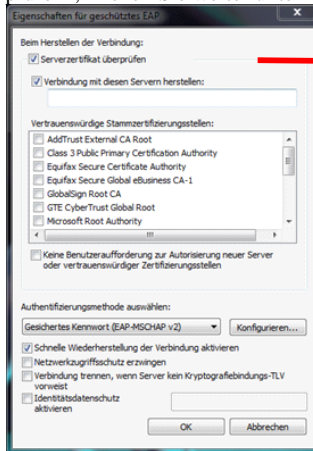 Eigenschaften für geschütztes EAP
Beim Herstellen der Verbindung:
Serverzertifikat überprüfen
Verbindung mit diesen Servern herstellen:
Vertrauenswürdige Stammzertifizierungsstellen:
AddTrust External CA Root
Class 3 Public Primary Certification Authority
Equifax Secure Certificate Authority
Equifax Secure Global eBusiness CA-1
GlobalSign Root CA
GTE CyberTrust Global Root
Microsoft Root Authority
Keine Benutzeraufforderung zur Autorisierung neuer Server
oder vertrauenswürdiger Zertifizierungsstellen
Authentifizierungsmethode auswählen:
Gesichertes Kennwort (EAP-MSCHAP v2)
Konfigurieren...
Schnelle Wiederherstellung der Verbindung aktivieren
Netzwerkzugriffsschutz erzwingen
Verbindung trennen, wenn Server kein Kryptografiebindungs-TLV
vorweist
Identitätsdatenschutz
aktivieren
OK
Abbrechen